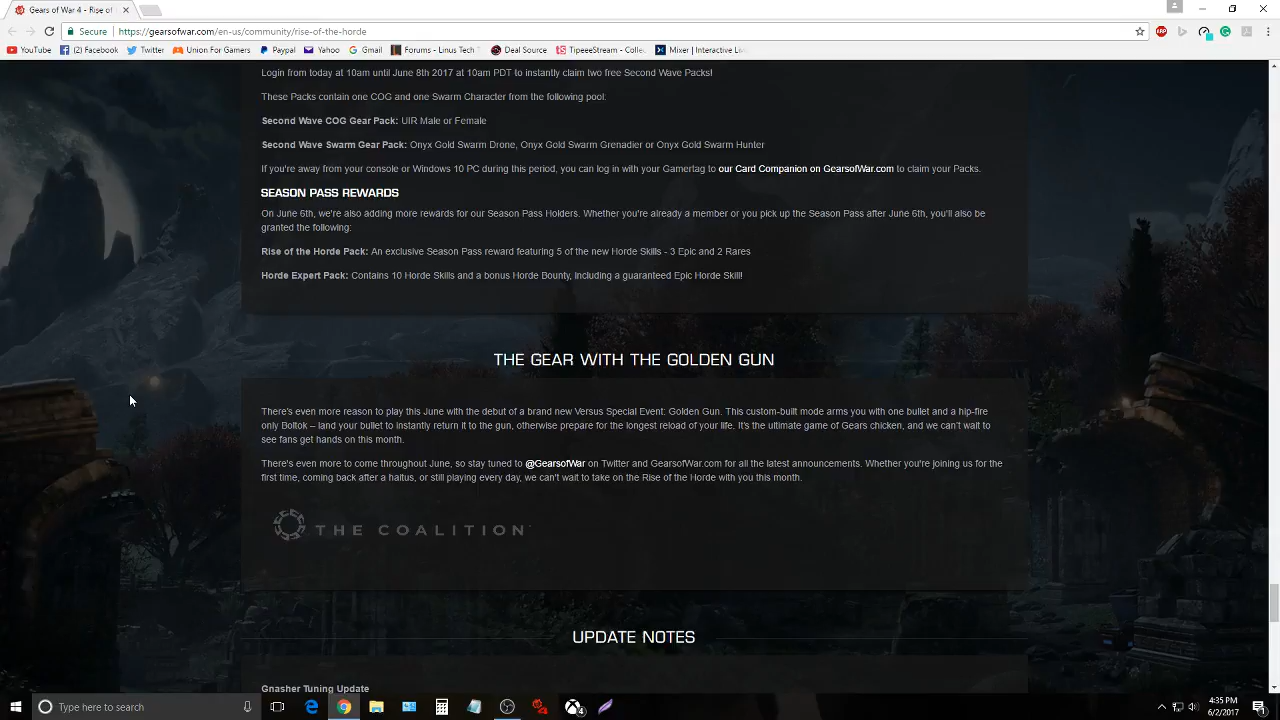 Gears of War 4 - Rise of
Secure https://gearsofwar.com/en-us/community/rise-of-the-horde
YouTube (2) Facebook Twitter Union For Gamers Paypal Yahoo Gmail Forums - Linus Tech Deal Source TipeeeStream - Colle Mixer | Interactive Liv
Login from today at 10am until June 8th 2017 at 10am PDT to instantly claim two free Second Wave Packs!
These Packs contain one COG and one Swarm Character from the following pool:
Second Wave COG Gear Pack: UIR Male or Female
Second Wave Swarm Gear Pack: Onyx Gold Swarm Drone, Onyx Gold Swarm Grenadier or Onyx Gold Swarm Hunter
If you're away from your console or Windows 10 PC during this period, you can log in with your Gamertag to our Card Companion on GearsofWar.com to claim your Packs.
SEASON PASS REWARDS
On June 6th, we're also adding more rewards for our Season Pass Holders. Whether you're already a member or you pick up the Season Pass after June 6th, you'll also be
granted the following:
Rise of the Horde Pack: An exclusive Season Pass reward featuring 5 of the new Horde Skills - 3 Epic and 2 Rares
Horde Expert Pack: Contains 10 Horde Skills and a bonus Horde Bounty, including a guaranteed Epic Horde Skill!
THE GEAR WITH THE GOLDEN GUN
There's even more reason to play this June with the debut of a brand new Versus Special Event: Golden Gun. This custom-built mode arms you with one bullet and a hip-fire
only Boltok – land your bullet to instantly return it to the gun, otherwise prepare for the longest reload of your life. It's the ultimate game of Gears chicken, and we can't wait to
see fans get hands on this month.
There's even more to come throughout June, so stay tuned to @GearsofWar on Twitter and GearsofWar.com for all the latest announcements. Whether you're joining us for the
first time, coming back after a haitus, or still playing every day, we can't wait to take on the Rise of the Horde with you this month.
THE COALITION
UPDATE NOTES
Gnasher Tuning Update
Type here to search
4:35 PM
6/2/2017